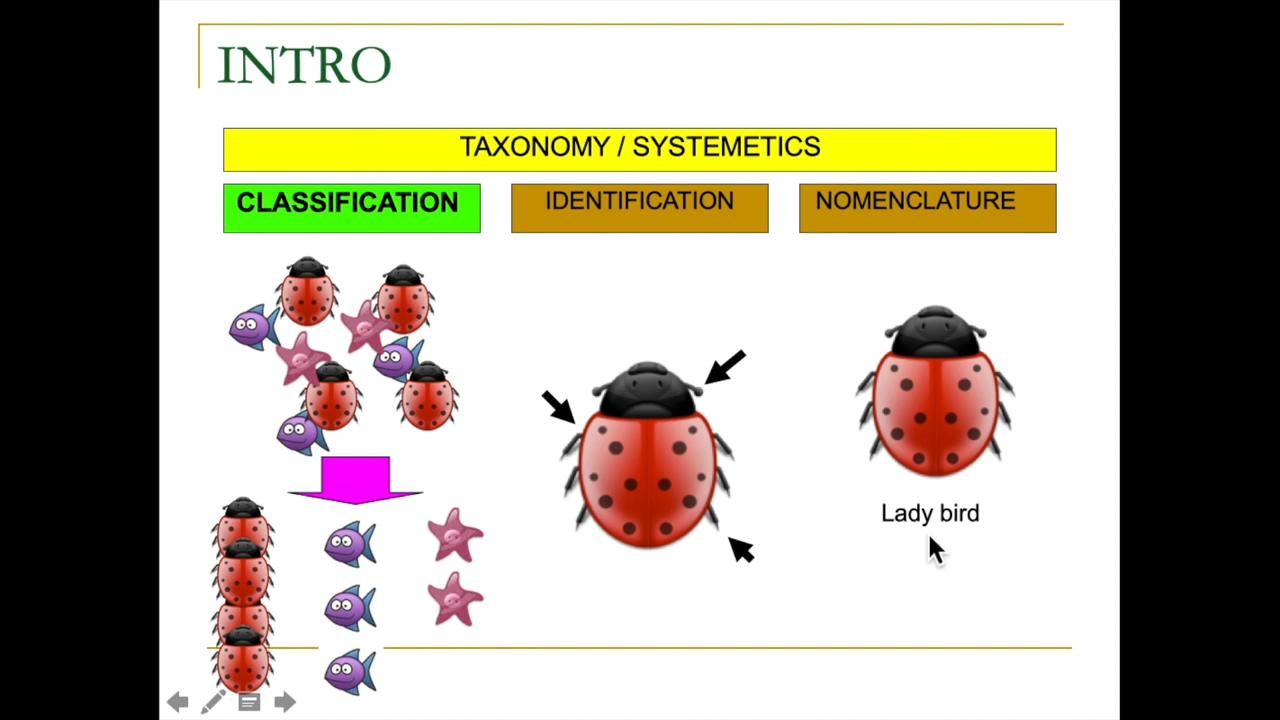 INTRO
TAXONOMY / SYSTEMETICS
CLASSIFICATION
IDENTIFICATION
NOMENCLATURE
Lady bird